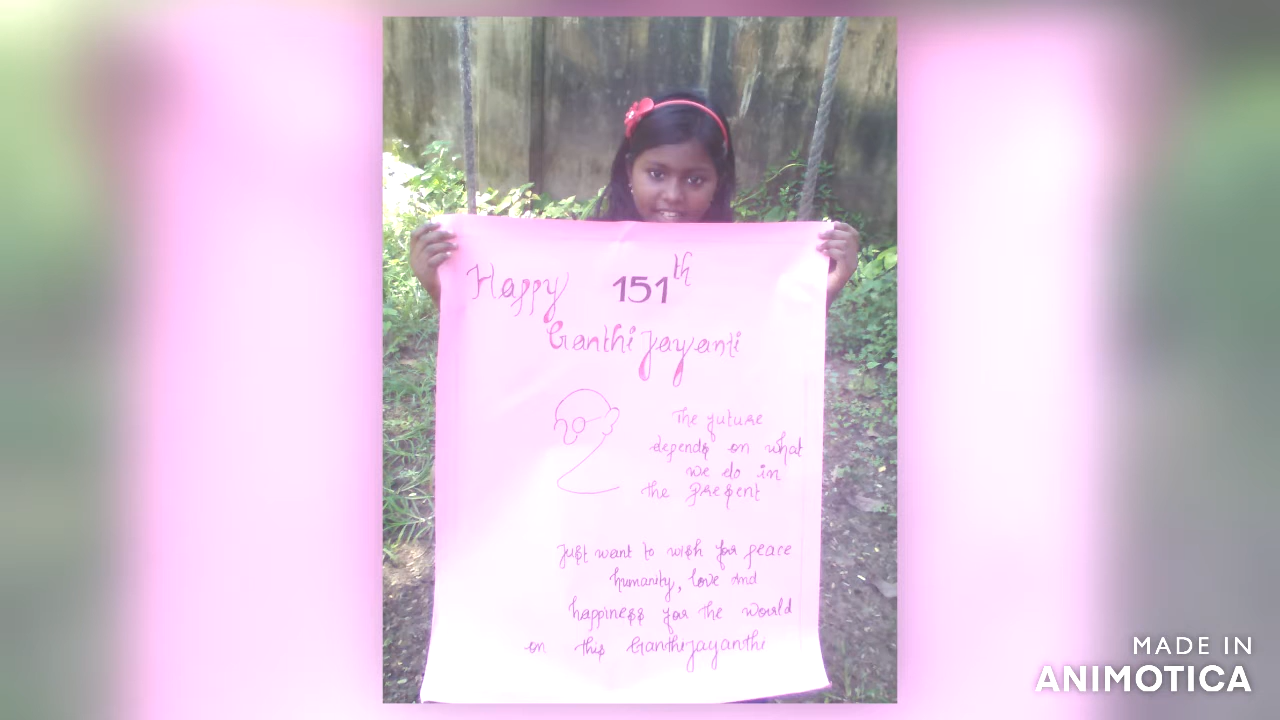 Happy 151th
Ganthi Jayanti
The future
depends on what
we do in
the present
Just want to wish for peace
humanity, love and
happiness for the world
on this Ganthijayanthi
MADE IN
ANIMOTICA